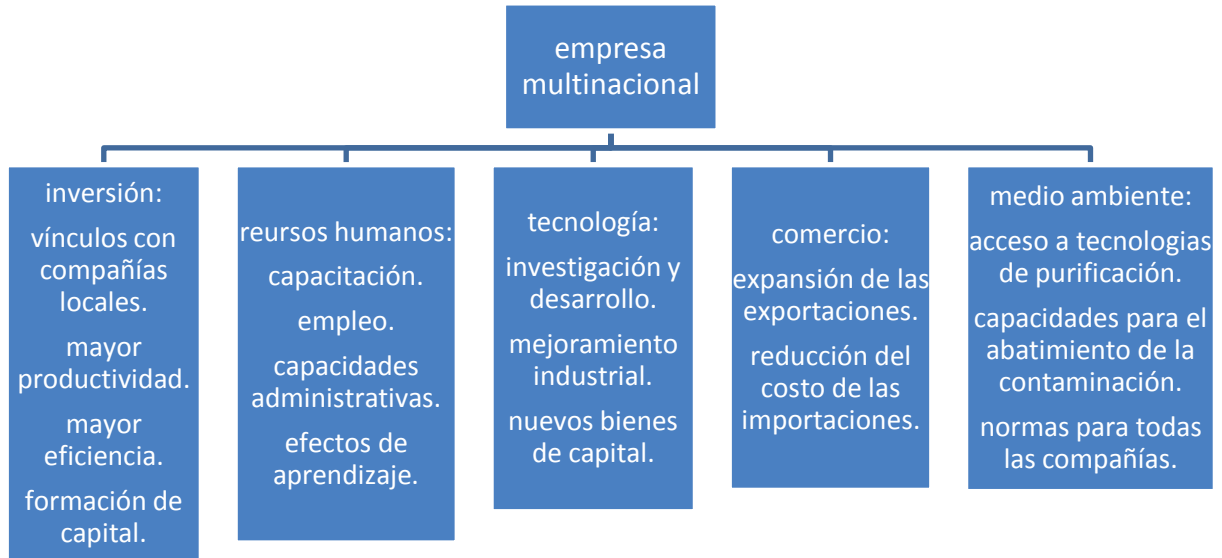 empresa
multinacional
inversión:
vínculos con
compañías
locales.
mayor
productividad.
mayor
eficiencia.
formación de
capital.
reursos humanos:
capacitación.
empleo.
capacidades
administrativas.
efectos de
aprendizaje.
tecnología:
investigación y
desarrollo.
mejoramiento
industrial.
nuevos bienes
de capital.
comercio:
expansión de las
exportaciones.
reducción del
costo de las
importaciones.
medio ambiente:
acceso a tecnologias
de purificación.
capacidades para el
abatimiento de la
contaminación.
normas para todas
las compañías.